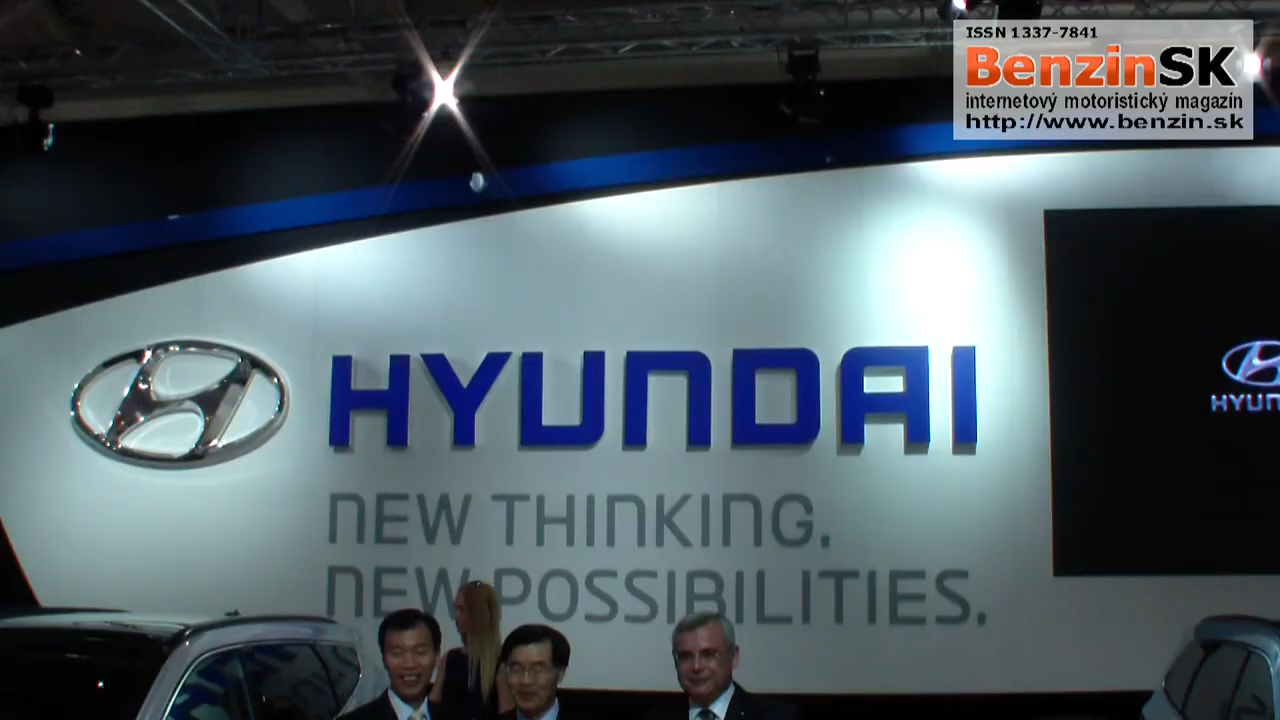 ISSN 1337-7841
BenzinSK
internetový motoristický magazín
http://www.benzin.sk
HYUNDAI
NEW THINKING.
NEW POSSIBILITIES.